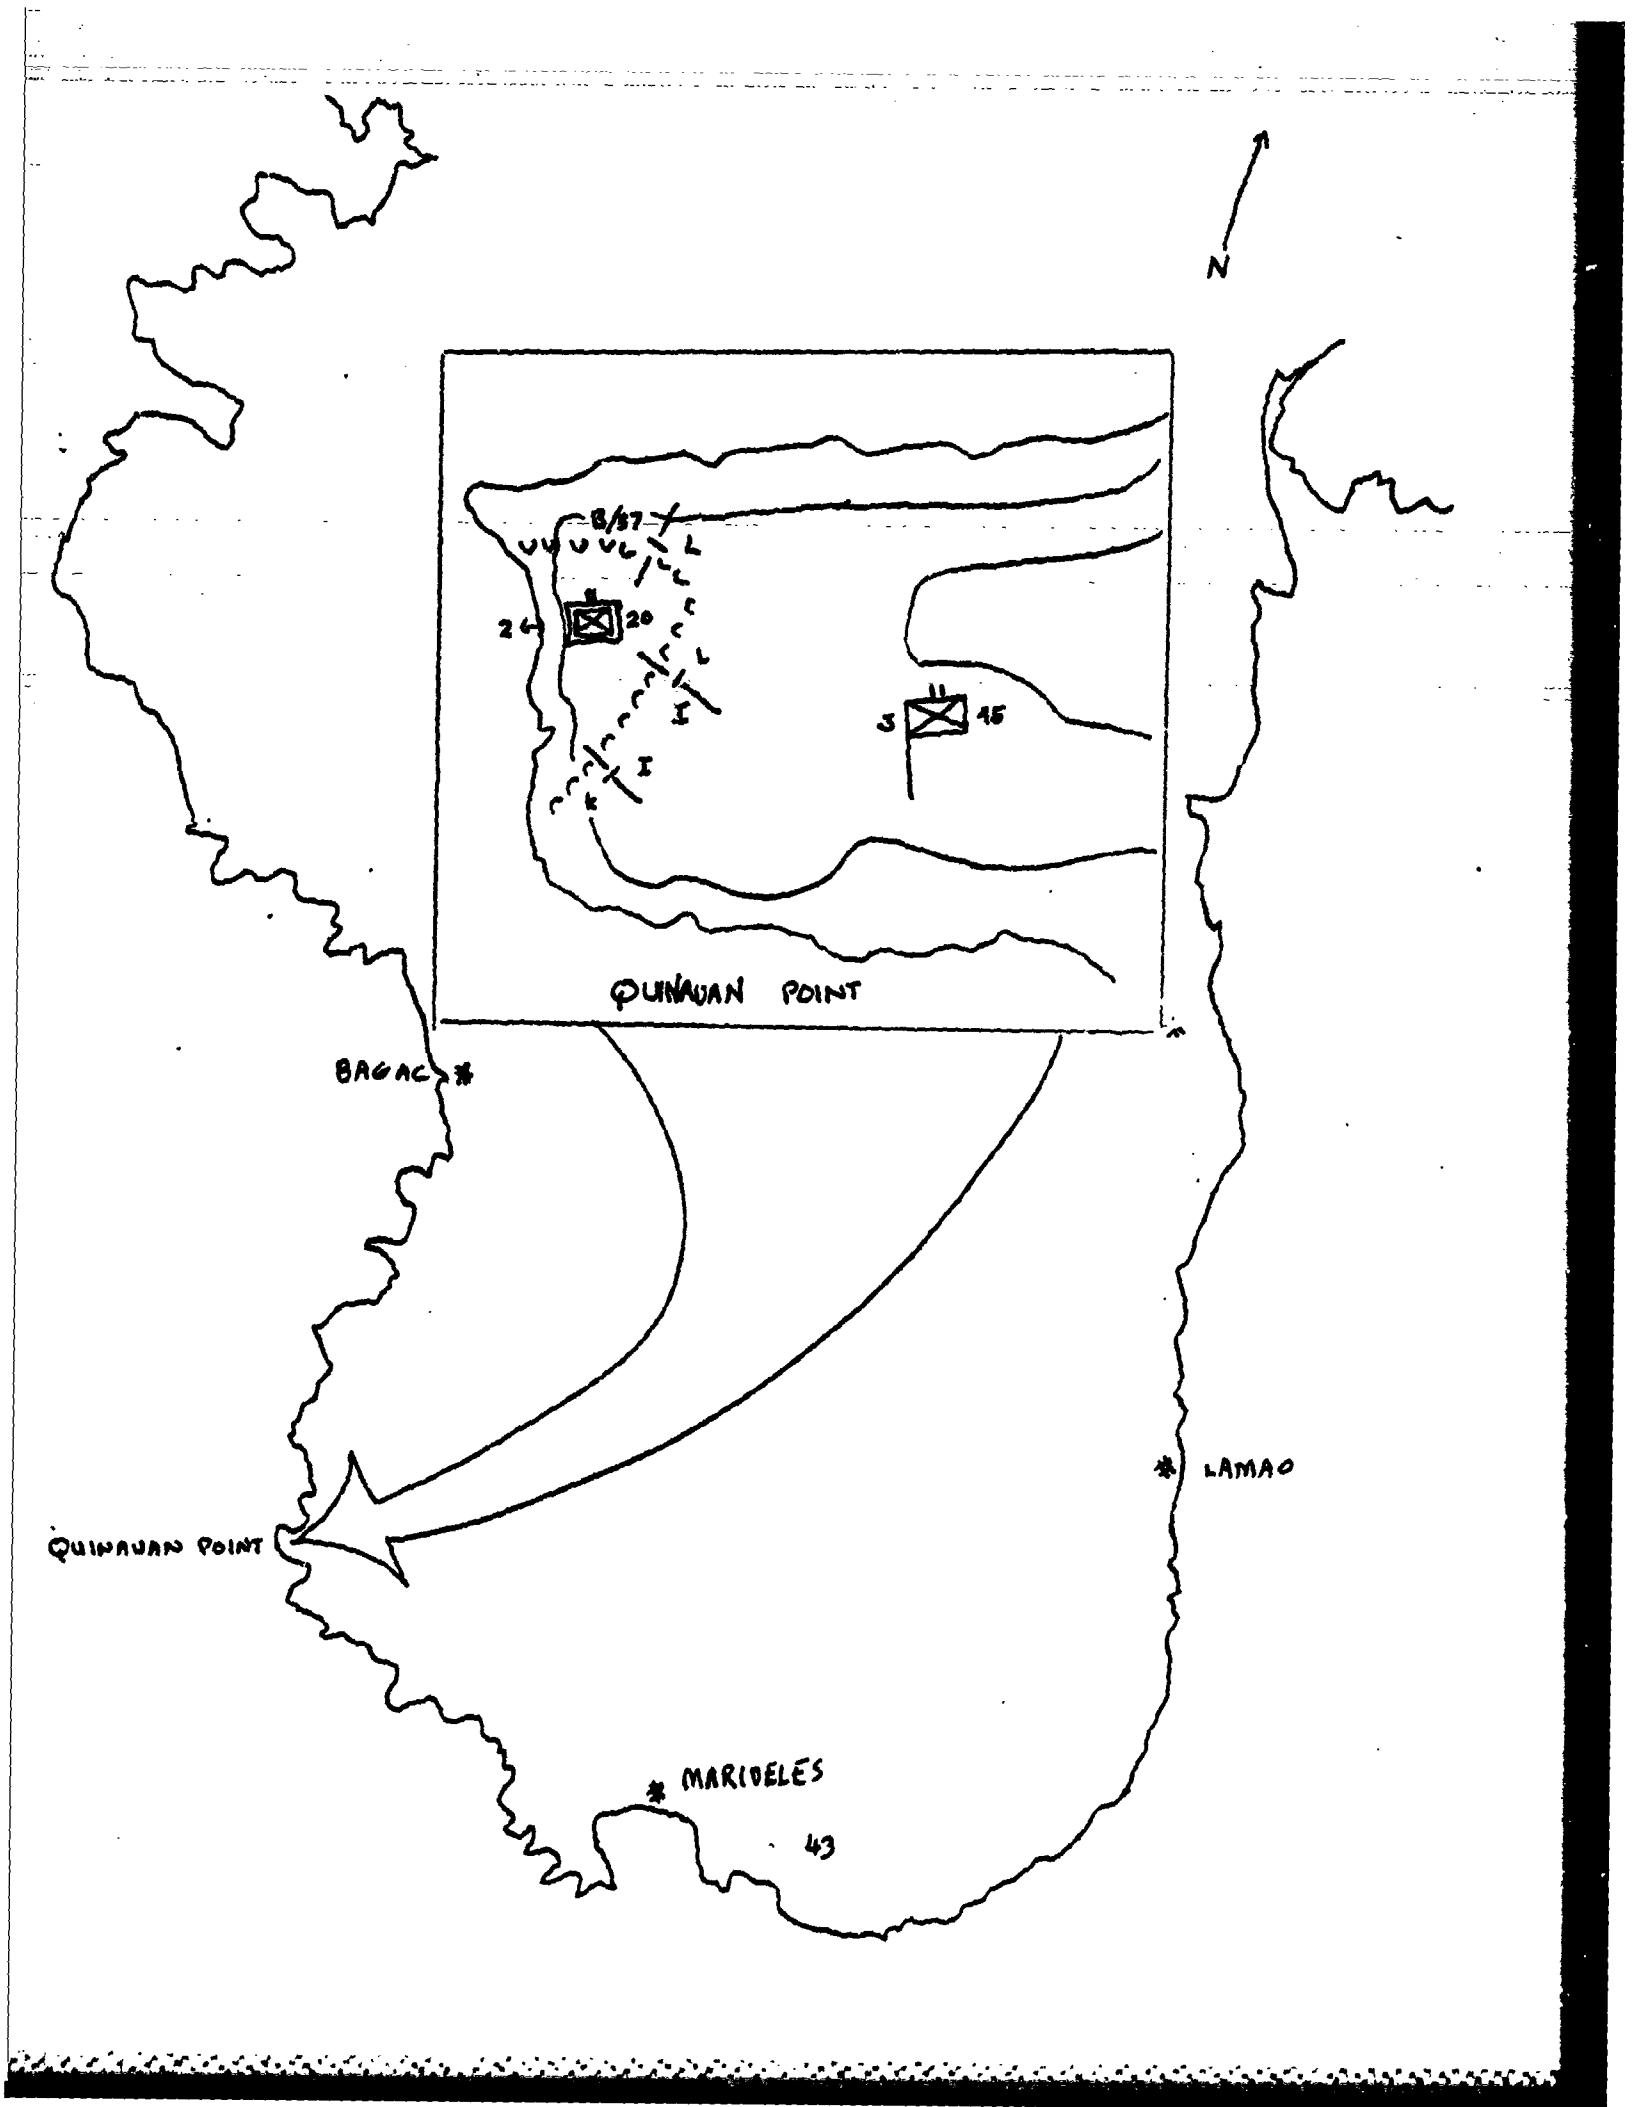 N
B/57
L
2
20
L
I
3
45
I
K
QUINAUAN POINT
BAGAC
LAMAO
QUINAUAN POINT
MARIVELES
43